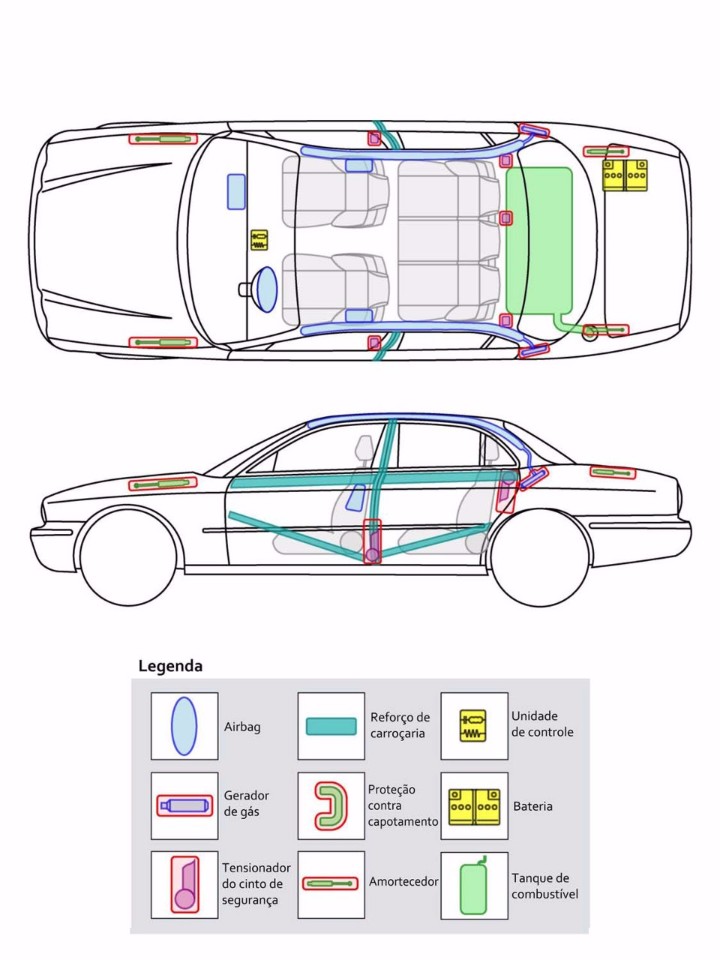 Legenda
Airbag
Reforço de
carroçaria
Unidade
de controle
Gerador
de gás
Proteção
contra
capotamento
Bateria
Tensionador
do cinto de
segurança
Amortecedor
Tanque de
combustível